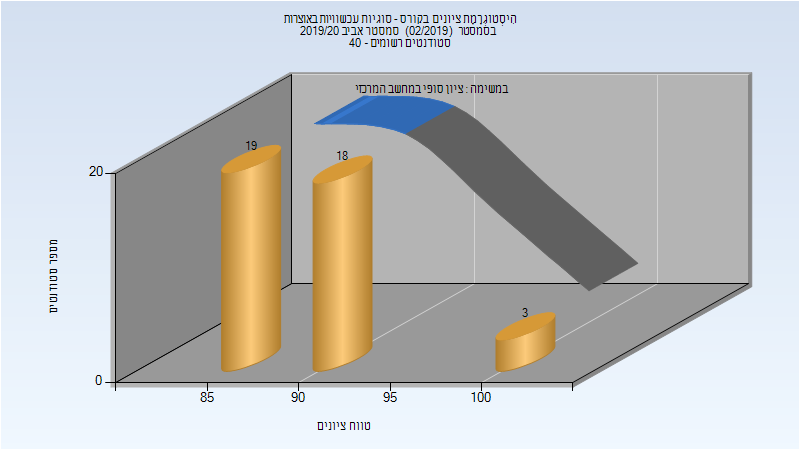 היסטוגרמת ציונים בקורס - סוגיות עכשוויות באוצרות
בסמסטר (02/2019) סמסטר אביב 2019/20
סטודנטים רשומים - 40
במשימה : ציון סופי במחשב המרכזי
19
18
3
20
0
85
90
95
100
מספר סטודנטים
טווח ציונים